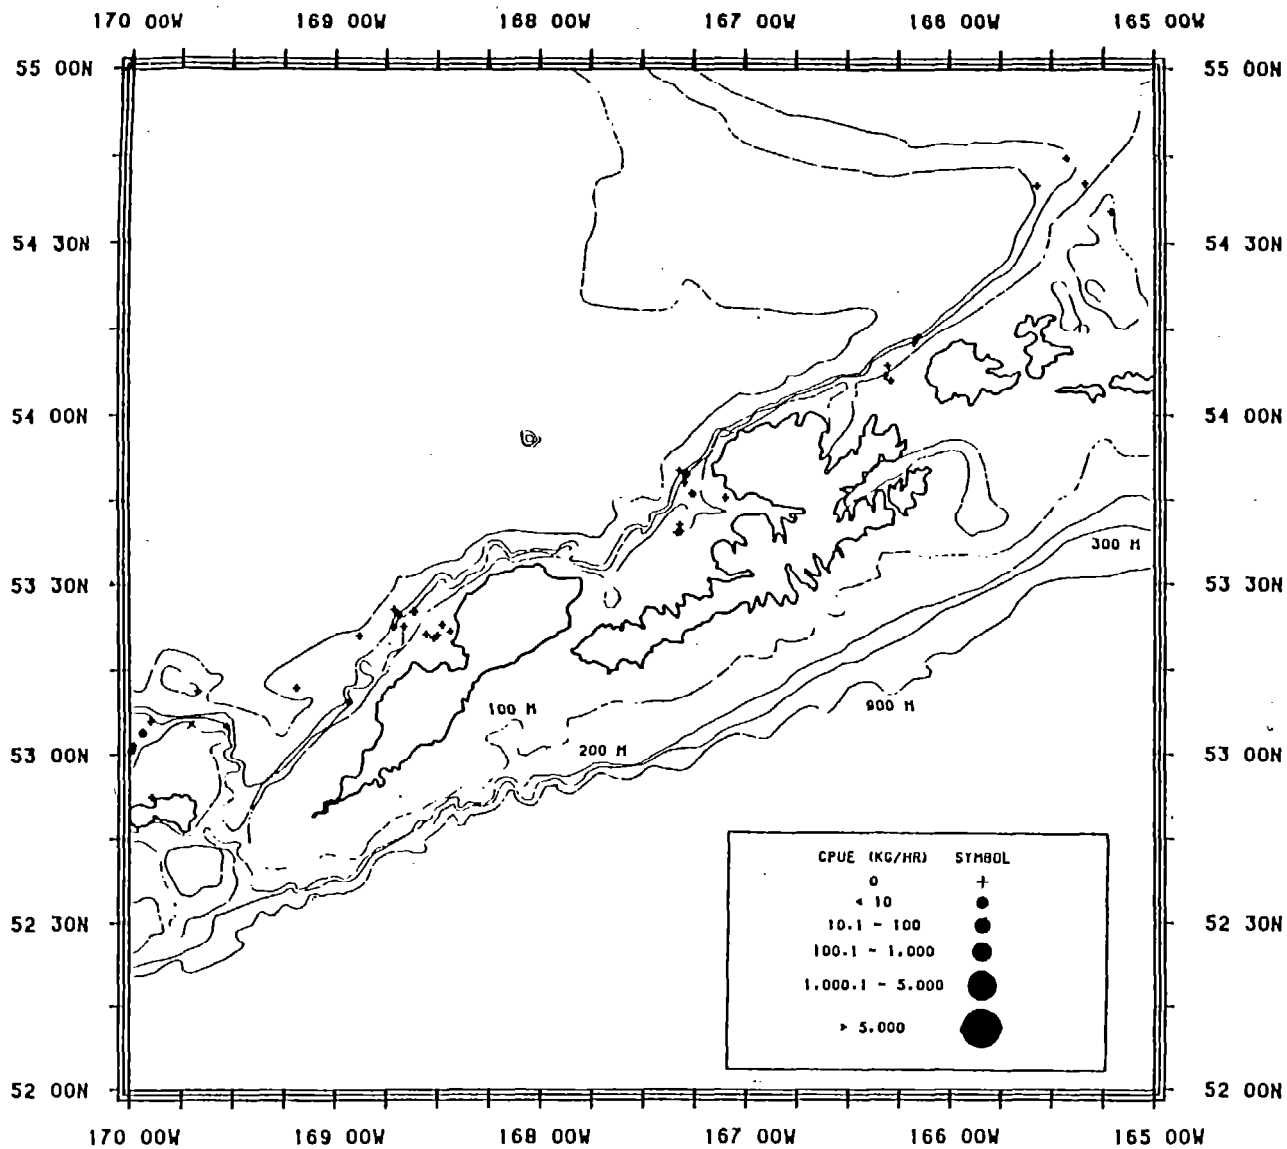 170 00W 169 00W 168 00W 167 00W 166 00W 165 00W
55 00N 55 00N
54 30N 54 30N
54 00N 54 00N
300 M
53 30N 53 30N
100 M 900 M
200 M
53 00N 53 00N
CPUE (KG/HR) SYMBOL
0 +
< 10
10.1 - 100
52 30N 52 30N
100.1 - 1.000
1.000.1 - 5.000
> 5.000
52 00N 52 00N
170 00W 169 00W 168 00W 167 00W 166 00W 165 00W